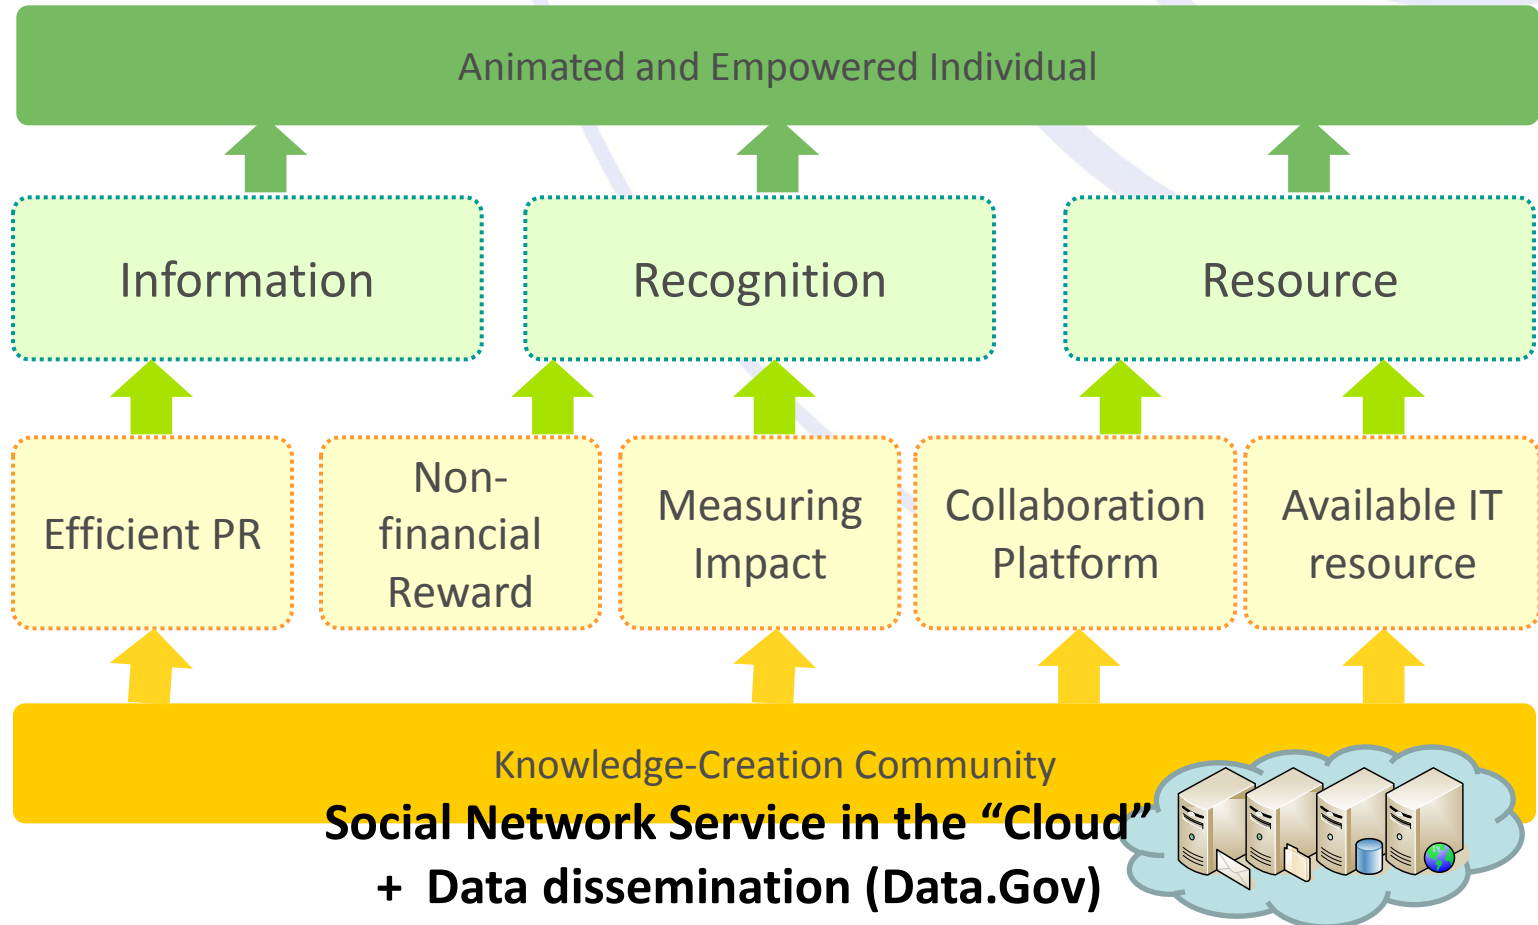 Animated and Empowered Individual
Information
Recognition
Resource
Efficient PR
Non-
financial
Reward
Measuring
Impact
Collaboration
Platform
Available IT
resource
Knowledge-Creation Community
Social Network Service in the “Cloud”
+ Data dissemination (Data.Gov)